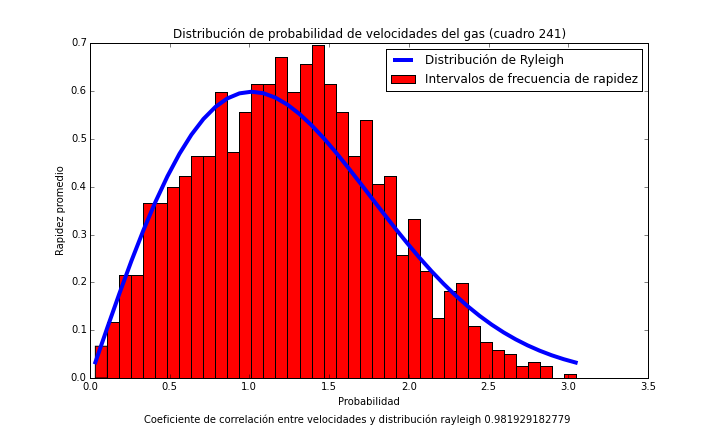 Distribución de probabilidad de velocidades del gas (cuadro 241)
0.7
0.6
0.5
0.4
0.3
0.2
0.1
0.0
Rapidez promedio
Distribución de Ryleigh
Intervalos de frecuencia de rapidez
0.0 0.5 1.0 1.5 2.0 2.5 3.0 3.5
Probabilidad
Coeficiente de correlación entre velocidades y distribución rayleigh 0.981929182779